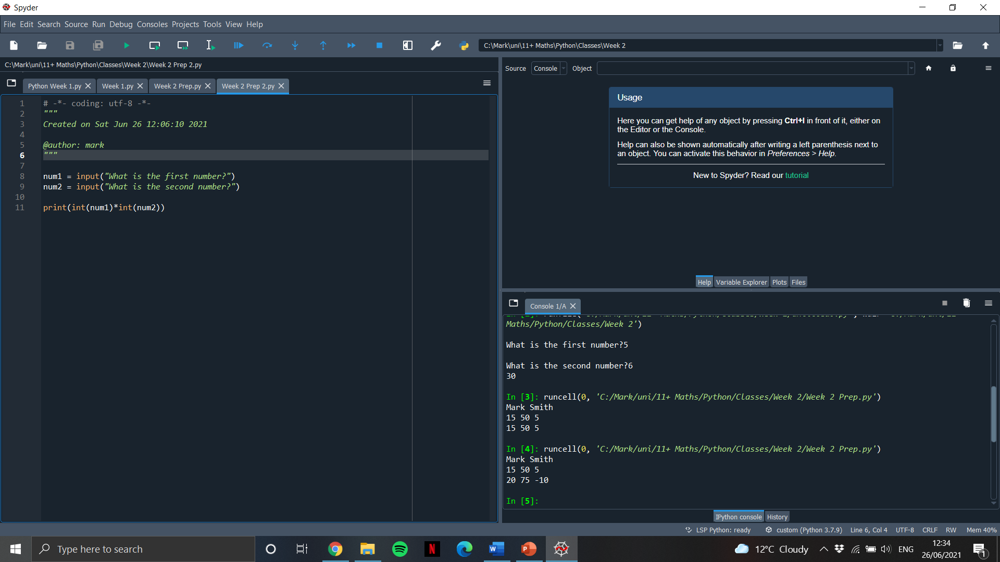 Spyder
File Edit Search Source Run Debug Consoles Projects Tools View Help
C:\Mark\uni\11+ Maths\Python\Classes\Week 2
C:\Mark\uni\11+ Maths\Python\Classes\Week 2\Week 2 Prep 2.py
Python Week 1.py Week 1.py Week 2 Prep.py Week 2 Prep 2.py
1 # -*- coding: utf-8 -*-
2 """
3 Created on Sat Jun 26 12:06:10 2021
4
5 @author: mark
6 """
7
8 num1 = input("What is the first number?")
9 num2 = input("What is the second number?")
10
11 print(int(num1)*int(num2))
Source Console Object
Usage
Here you can get help of any object by pressing Ctrl+I in front of it, either on
the Editor or the Console.
Help can also be shown automatically after writing a left parenthesis next to
an object. You can activate this behavior in Preferences > Help.
New to Spyder? Read our tutorial
Help Variable Explorer Plots Files
Console 1/A
Maths/Python/Classes/Week 2')
What is the first number?5
What is the second number?6
30
In [3]: runcell(0, 'C:/Mark/uni/11+ Maths/Python/Classes/Week 2/Week 2 Prep.py')
Mark Smith
15 50 5
15 50 5
In [4]: runcell(0, 'C:/Mark/uni/11+ Maths/Python/Classes/Week 2/Week 2 Prep.py')
Mark Smith
15 50 5
20 75 -10
In [5]:
IPython console History
LSP Python: ready custom (Python 3.7.9) Line 6, Col 4 UTF-8 CRLF RW Mem 40%
Type here to search
N
W
P
12°C Cloudy
ENG
12:34
26/06/2021
1